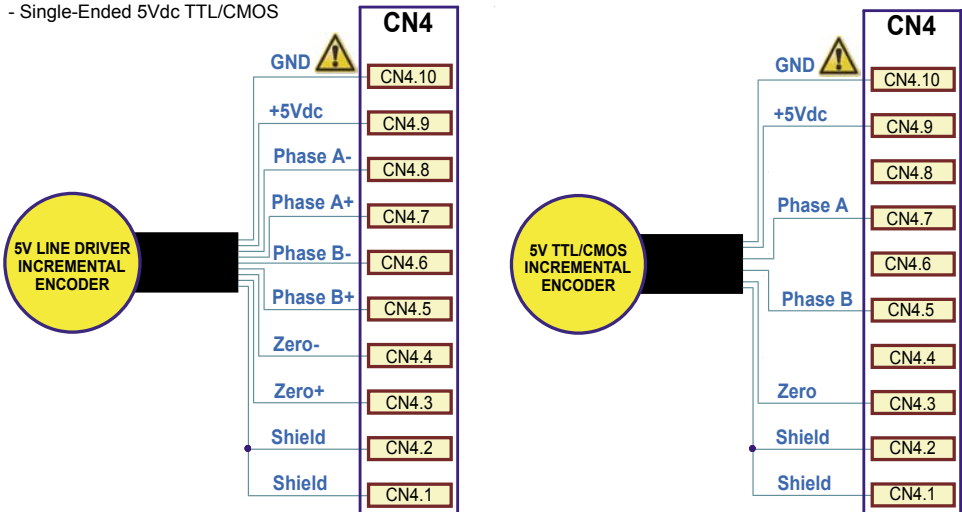 - Single-Ended 5Vdc TTL/CMOS
CN4
GND
CN4.10
+5Vdc
CN4.9
Phase A-
CN4.8
Phase A+
CN4.7
Phase B-
CN4.6
Phase B+
CN4.5
Zero-
CN4.4
Zero+
CN4.3
Shield
CN4.2
Shield
CN4.1
5V LINE DRIVER
INCREMENTAL
ENCODER
CN4
GND
CN4.10
+5Vdc
CN4.9
CN4.8
Phase A
CN4.7
CN4.6
Phase B
CN4.5
CN4.4
Zero
CN4.3
Shield
CN4.2
Shield
CN4.1
5V TTL/CMOS
INCREMENTAL
ENCODER